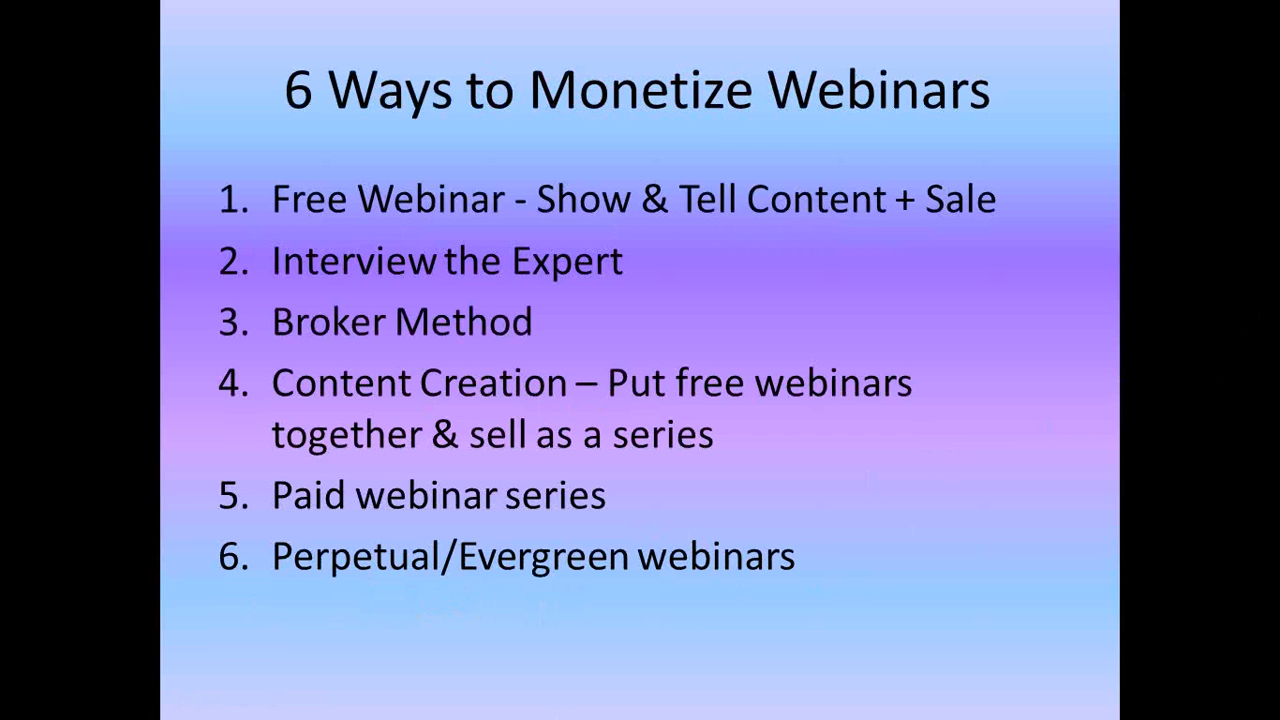 6 Ways to Monetize Webinars
1. Free Webinar - Show & Tell Content + Sale
2. Interview the Expert
3. Broker Method
4. Content Creation – Put free webinars
together & sell as a series
5. Paid webinar series
6. Perpetual/Evergreen webinars